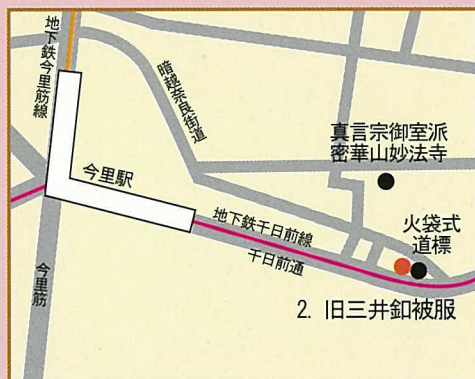 地下鉄今里筋線
暗越奈良街道
真言宗御室派
密華山妙法寺
今里駅
地下鉄千日前線
千日前通
火袋式
道標
今里筋
2. 旧三井釦被服